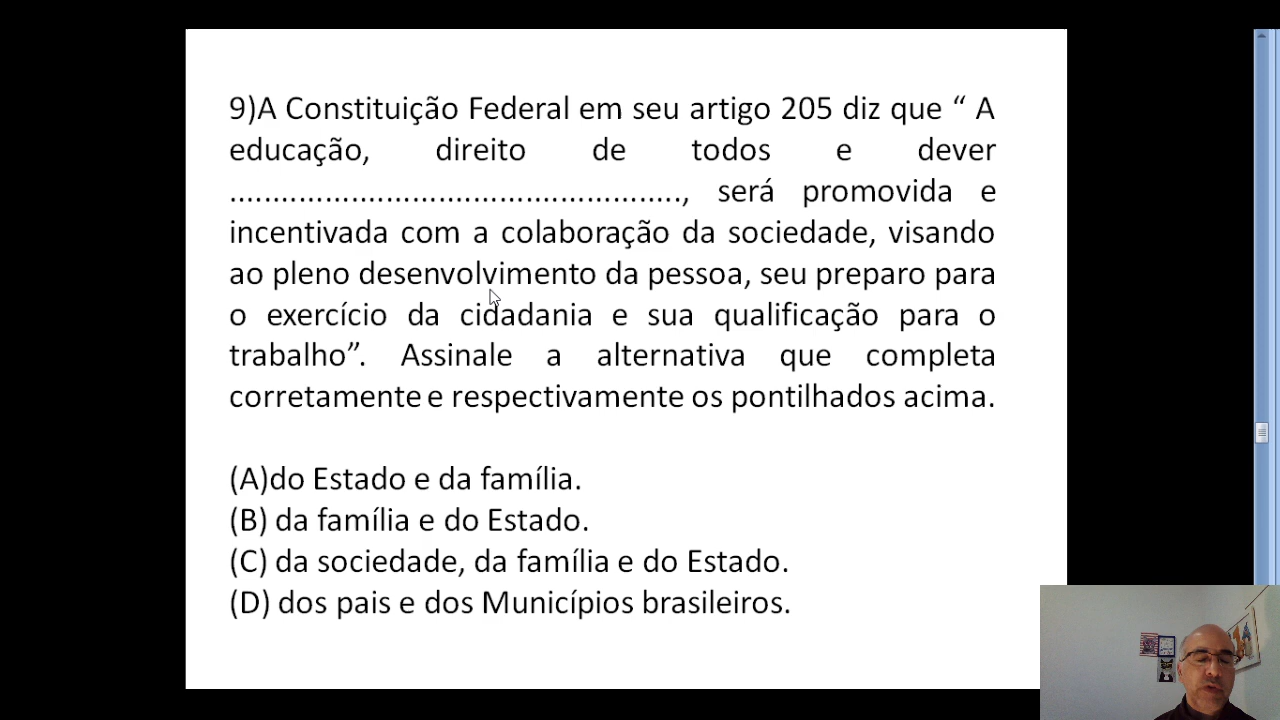 9)A Constituição Federal em seu artigo 205 diz que “ A
educação, direito de todos e dever
...................................................., será promovida e
incentivada com a colaboração da sociedade, visando
ao pleno desenvolvimento da pessoa, seu preparo para
o exercício da cidadania e sua qualificação para o
trabalho”. Assinale a alternativa que completa
corretamente e respectivamente os pontilhados acima.
(A)do Estado e da família.
(B) da família e do Estado.
(C) da sociedade, da família e do Estado.
(D) dos pais e dos Municípios brasileiros.